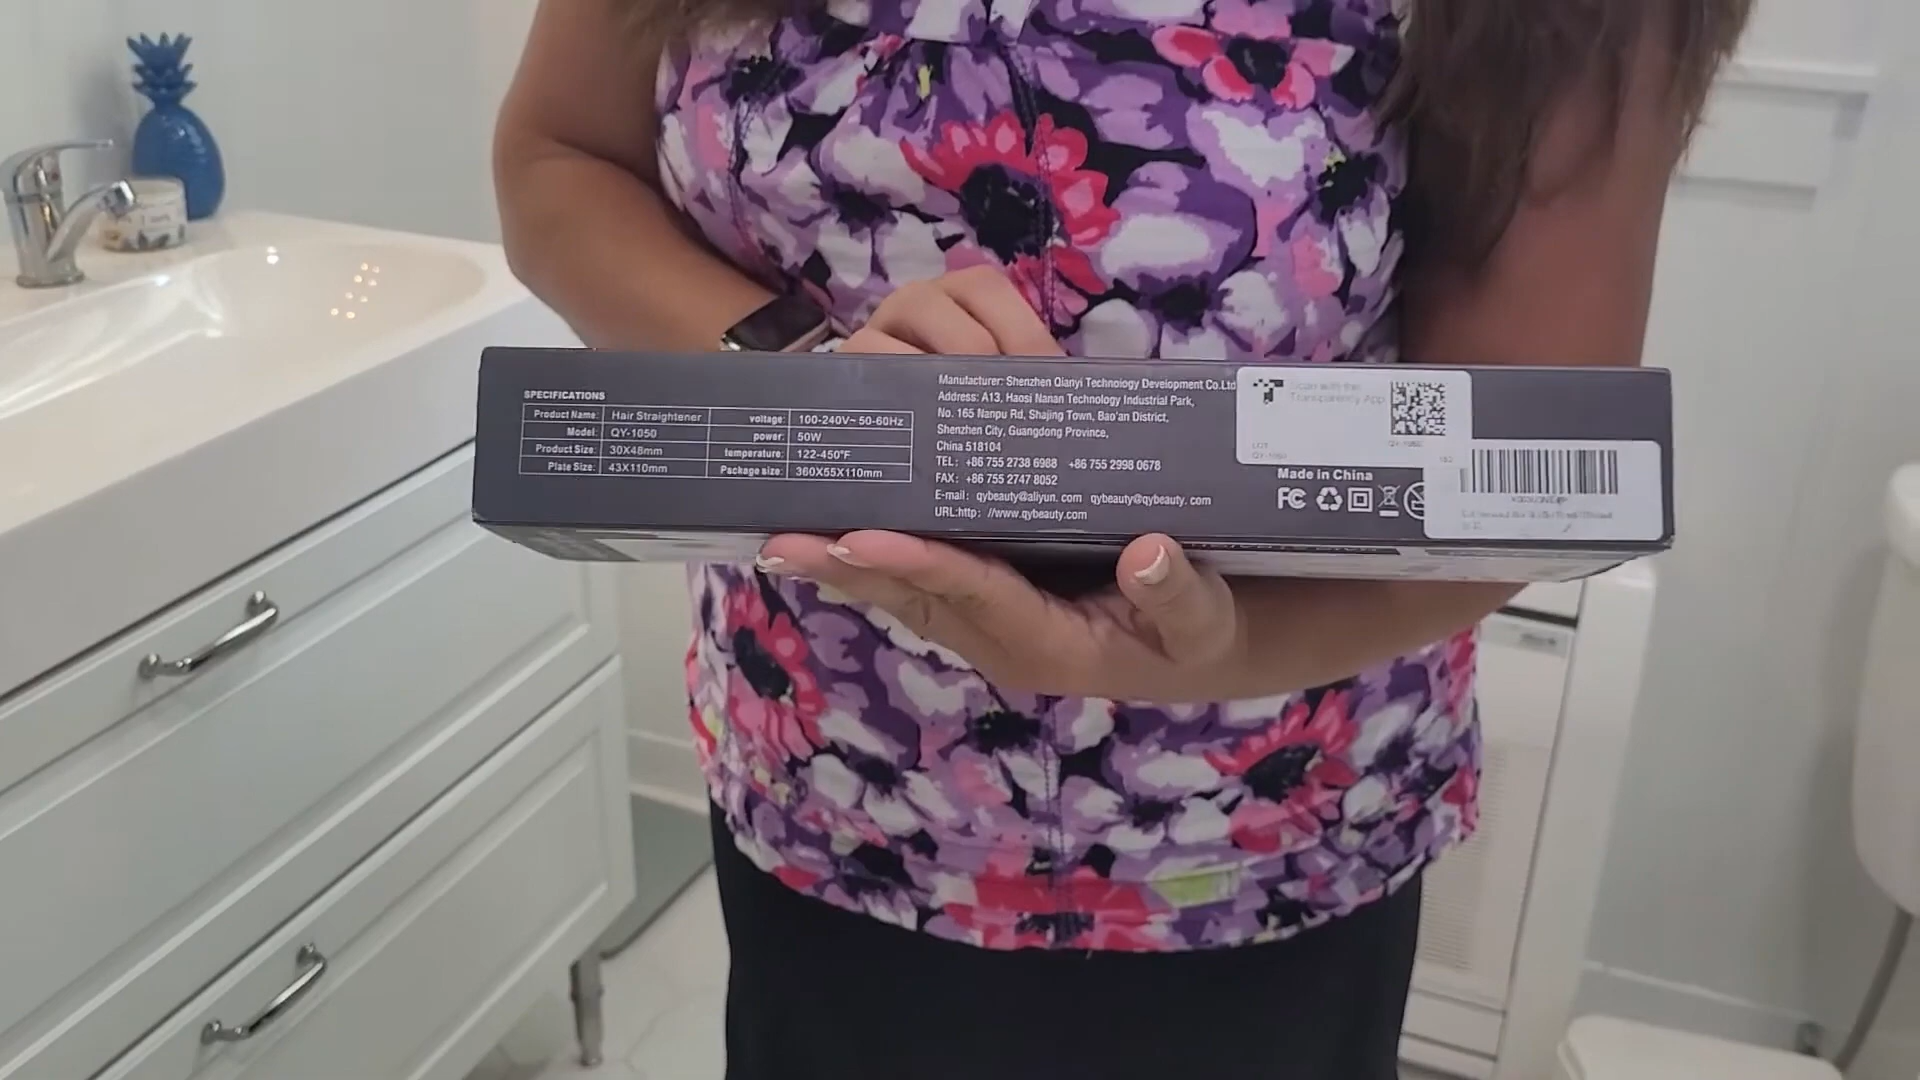 SPECIFICATIONS
Product Name: Hair Straightener voltage: 100-240V~ 50-60Hz
Model: QY-1050 power: 50W
Product Size: 30X48mm temperature: 122-450°F
Plate Size: 43X110mm Package size: 360X55X110mm
Manufacturer: Shenzhen Qianyi Technology Development Co.Ltd
Address: A13, Haosi Nanan Technology Industrial Park,
No. 165 Nanpu Rd, Shajing Town, Bao'an District,
Shenzhen City, Guangdong Province,
China 518104
TEL: +86 755 2738 6988 +86 755 2998 0678
FAX: +86 755 2747 8052
E-mail: qybeauty@aliyun. com qybeauty@qybeauty. com
URL:http: //www.qybeauty.com
Scan with the
Transparency App
LOT
Made in China
FC